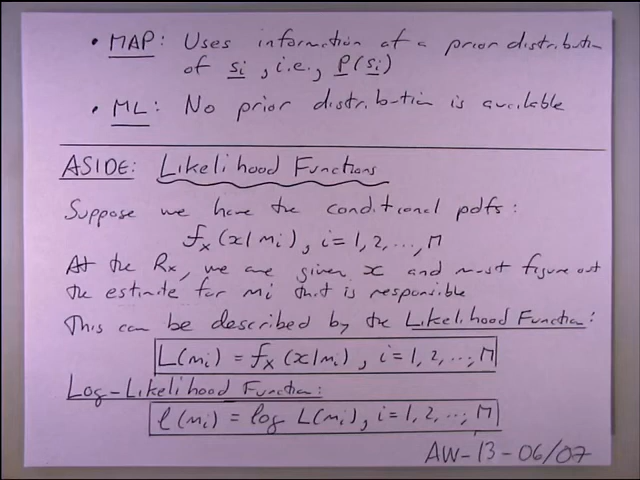 • MAP: Uses information of a prior distribution
of si, i.e., P(si)
• ML: No prior distribution is available
ASIDE: Likelihood Functions
Suppose we have the conditional pdfs:
fx(x|mi), i=1,2,...,M
At the Rx, we are given x and must figure out
the estimate for mi that is responsible
This can be described by the Likelihood Function:
L(mi) = fx(x|mi), i=1,2,...,M
Log-Likelihood Function:
l(mi) = log L(mi), i=1,2,...,M
AW-13-06/07